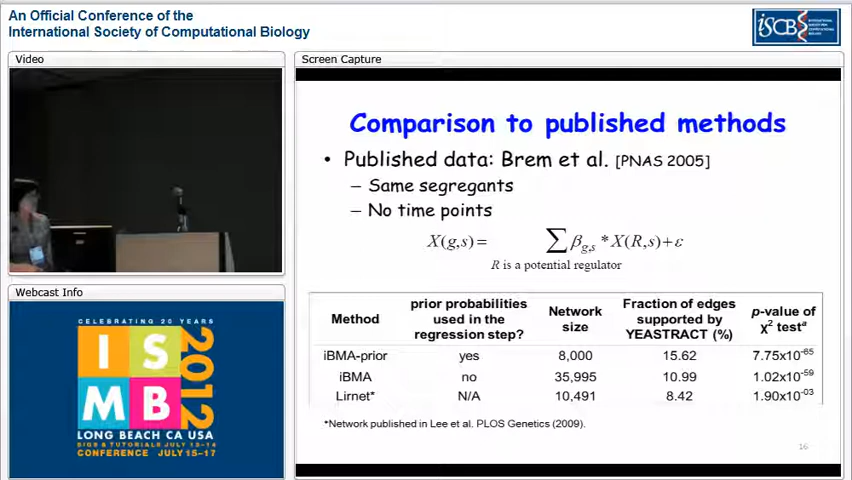 An Official Conference of the
International Society of Computational Biology
iSCB
Video
Screen Capture
Comparison to published methods
• Published data: Brem et al. [PNAS 2005]
– Same segregants
– No time points
X(g,s) = ∑ β_{g,s} * X(R,s) + ε
R is a potential regulator
Method | prior probabilities used in the regression step? | Network size | Fraction of edges supported by YEASTRACT (%) | p-value of χ² testᵃ
iBMA-prior | yes | 8,000 | 15.62 | 7.75x10⁻⁶⁵
iBMA | no | 35,995 | 10.99 | 1.02x10⁻⁵⁹
Lirnet* | N/A | 10,491 | 8.42 | 1.90x10⁻⁰³
*Network published in Lee et al. PLOS Genetics (2009).
16
Webcast Info
CELEBRATING 20 YEARS
ISMB
2012
LONG BEACH CA USA
SIGS & TUTORIALS JULY 13-14
CONFERENCE JULY 15-17